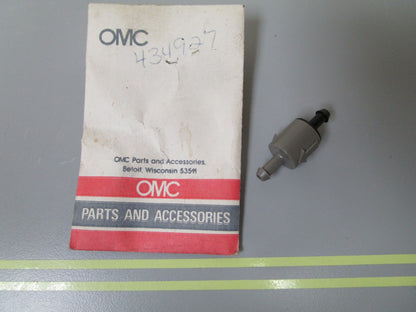 OMC
434927
OMC Parts and Accessories,
Beloit, Wisconsin 53511
OMC
PARTS AND ACCESSORIES